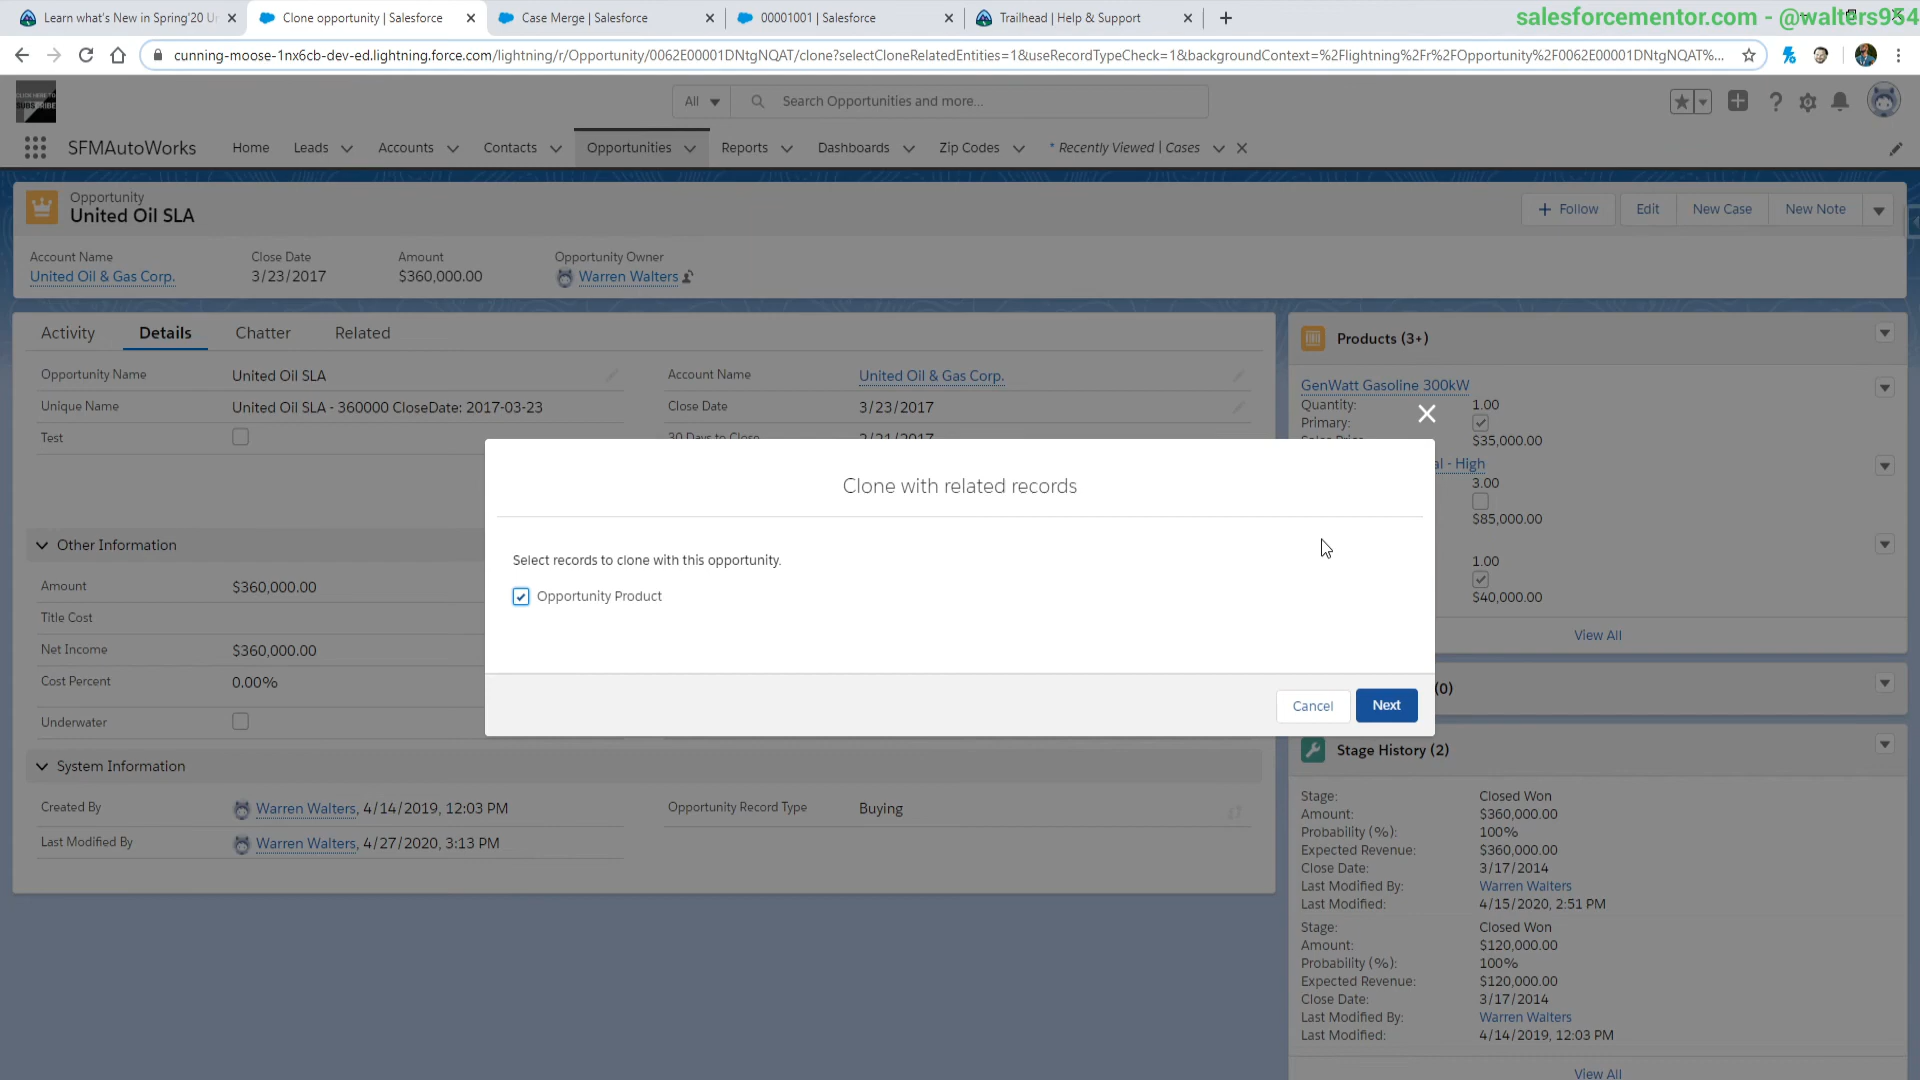 Learn what's New in Spring'20 U
Clone opportunity | Salesforce
Case Merge | Salesforce
00001001 | Salesforce
Trailhead | Help & Support
salesforcementor.com - @walters954
cunning-moose-1nx6cb-dev-ed.lightning.force.com/lightning/r/Opportunity/0062E00001DNtgNQAT/clone?selectCloneRelatedEntities=1&useRecordTypeCheck=1&backgroundContext=%2Flightning%2Fr%2FOpportunity%2F0062E00001DNtgNQAT%...
CLICK HERE TO
SUBSCRIBE
All
Search Opportunities and more...
SFMAutoWorks
Home
Leads
Accounts
Contacts
Opportunities
Reports
Dashboards
Zip Codes
* Recently Viewed | Cases
Opportunity
United Oil SLA
Follow
Edit
New Case
New Note
Account Name
Close Date
Amount
Opportunity Owner
United Oil & Gas Corp.
3/23/2017
$360,000.00
Warren Walters
Activity
Details
Chatter
Related
Opportunity Name
United Oil SLA
Account Name
United Oil & Gas Corp.
Unique Name
United Oil SLA - 360000 CloseDate: 2017-03-23
Close Date
3/23/2017
Test
30 Days to Close
2/21/2017
Other Information
Amount
$360,000.00
Title Cost
Net Income
$360,000.00
Cost Percent
0.00%
Underwater
System Information
Created By
Warren Walters, 4/14/2019, 12:03 PM
Opportunity Record Type
Buying
Last Modified By
Warren Walters, 4/27/2020, 3:13 PM
Clone with related records
Select records to clone with this opportunity.
Opportunity Product
Cancel
Next
Products (3+)
GenWatt Gasoline 300kW
Quantity:
1.00
Primary:
Sales Price:
$35,000.00
al - High
3.00
$85,000.00
1.00
$40,000.00
View All
(0)
Stage History (2)
Stage:
Closed Won
Amount:
$360,000.00
Probability (%):
100%
Expected Revenue:
$360,000.00
Close Date:
3/17/2014
Last Modified By:
Warren Walters
Last Modified:
4/15/2020, 2:51 PM
Stage:
Closed Won
Amount:
$120,000.00
Probability (%):
100%
Expected Revenue:
$120,000.00
Close Date:
3/17/2014
Last Modified By:
Warren Walters
Last Modified:
4/14/2019, 12:03 PM
View All